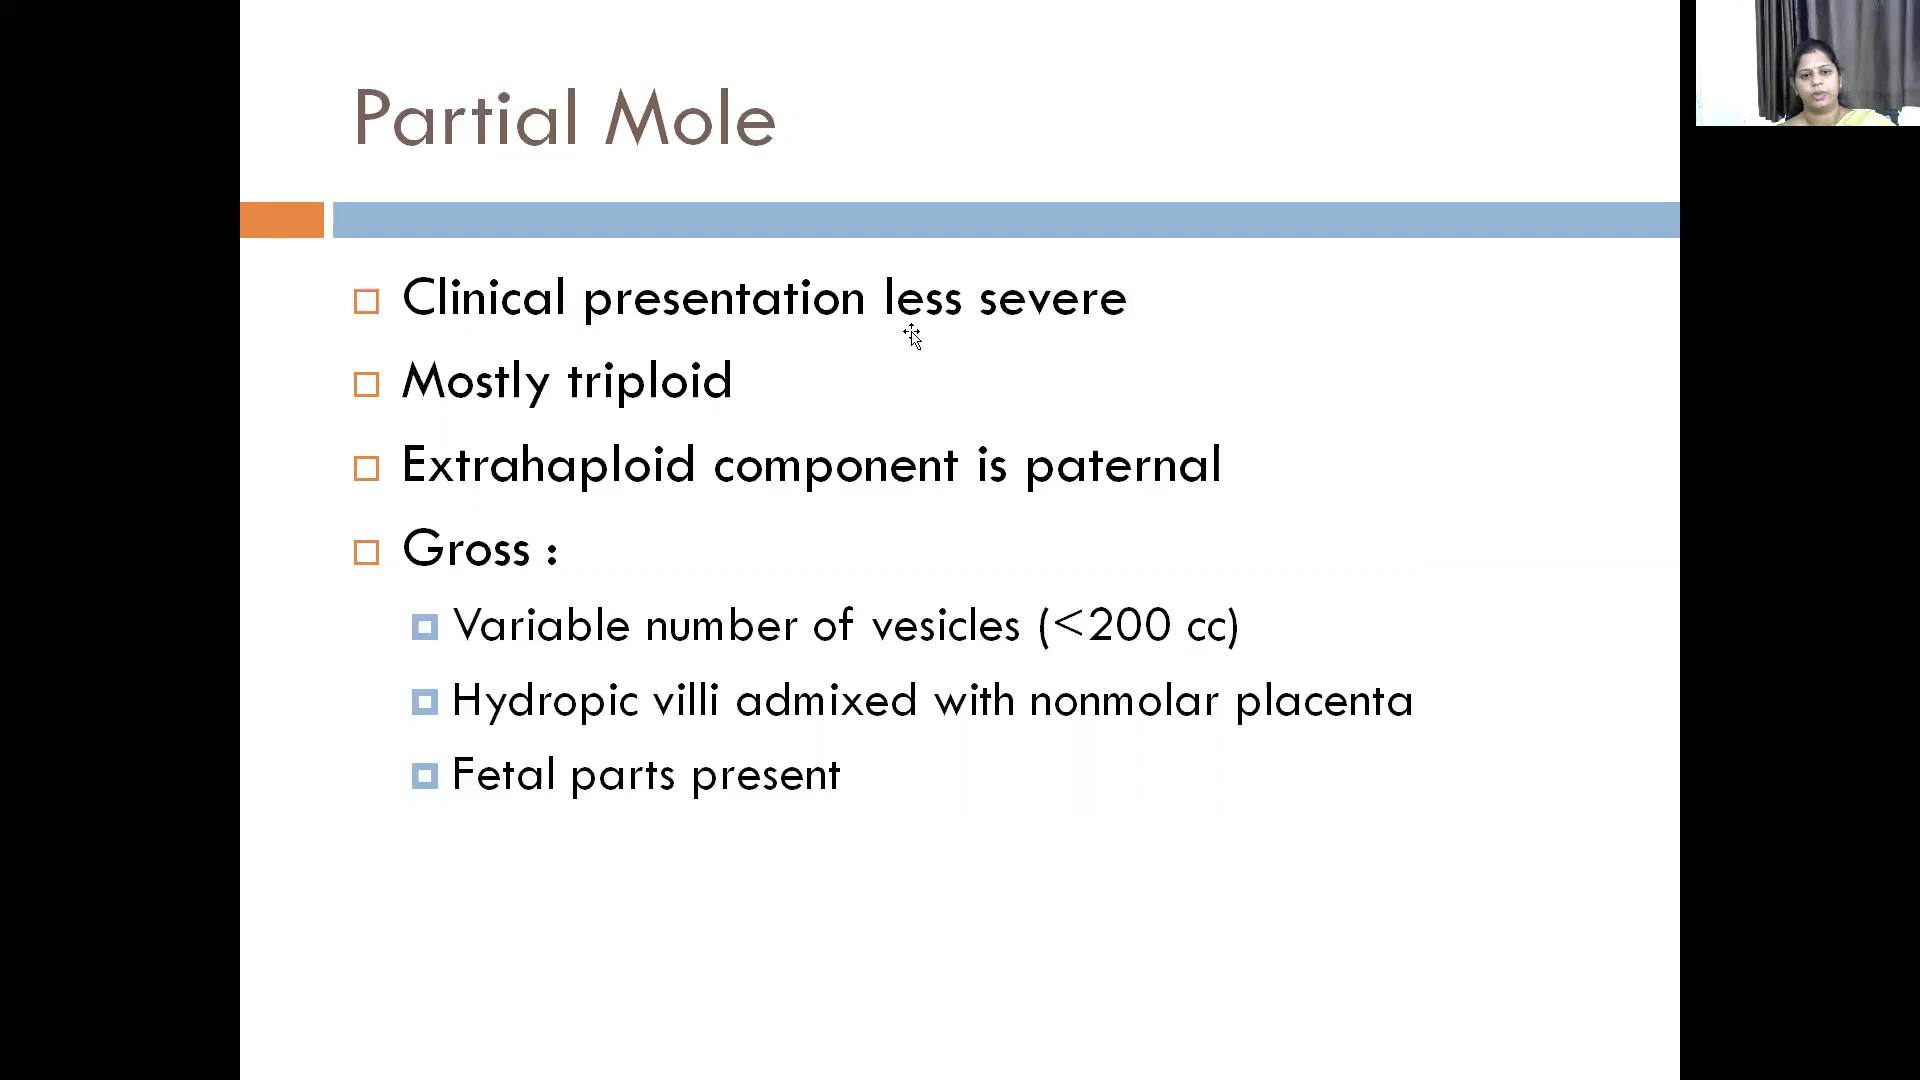 Partial Mole
Clinical presentation less severe
Mostly triploid
Extrahaploid component is paternal
Gross :
Variable number of vesicles (<200 cc)
Hydropic villi admixed with nonmolar placenta
Fetal parts present